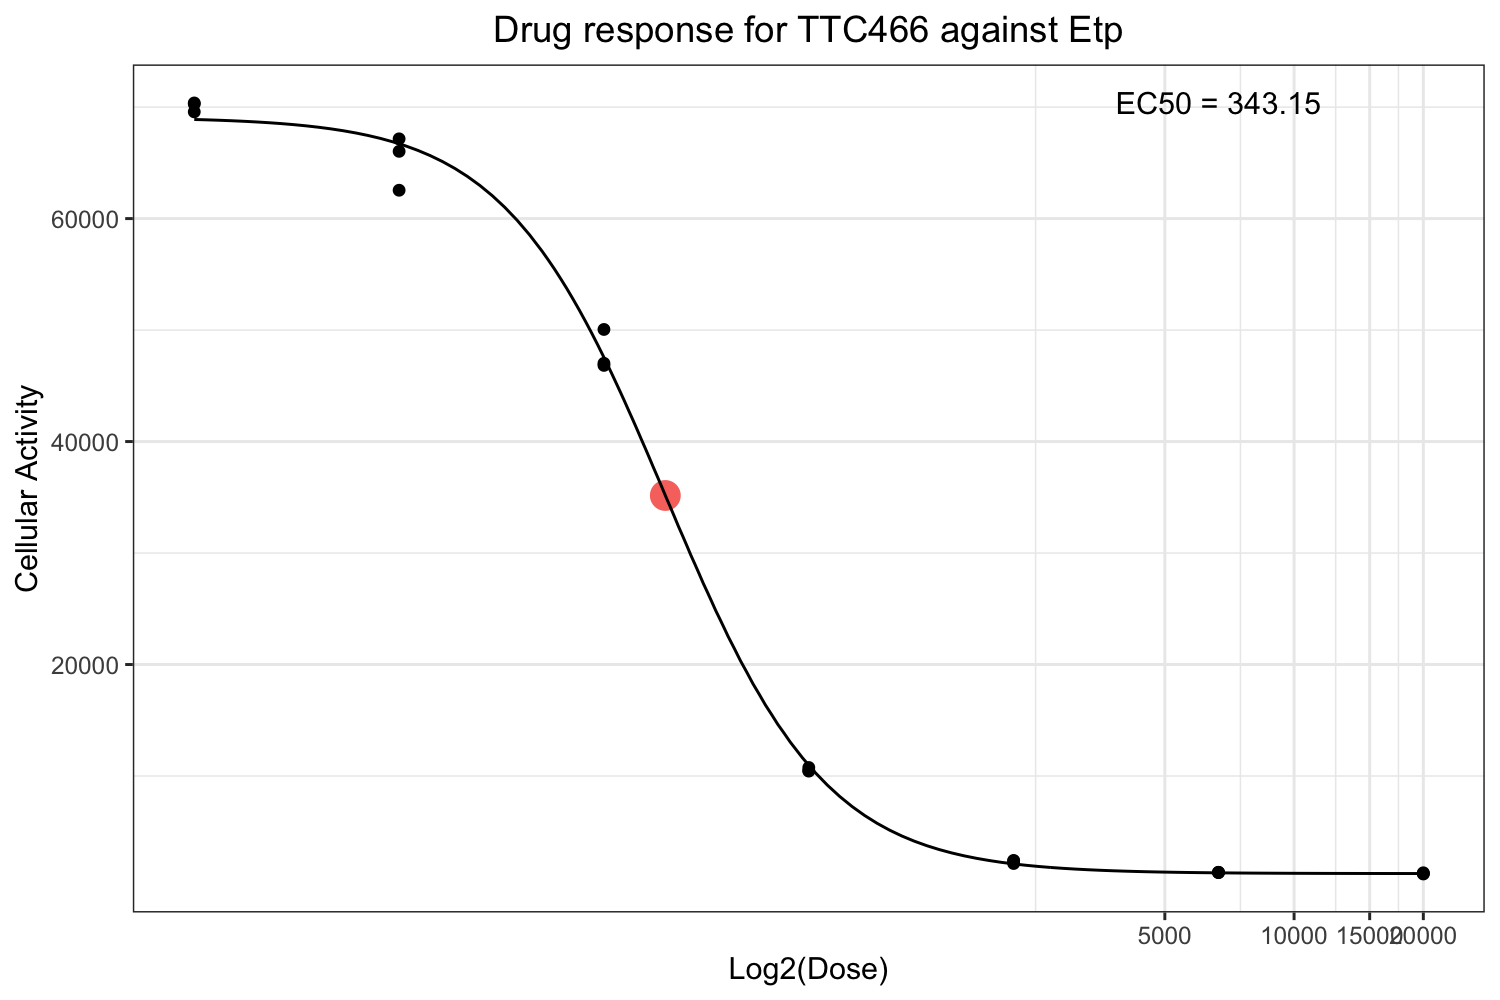 Drug response for TTC466 against Etp
EC50 = 343.15
60000
40000
20000
Cellular Activity
5000 10000 15000 20000
Log2(Dose)